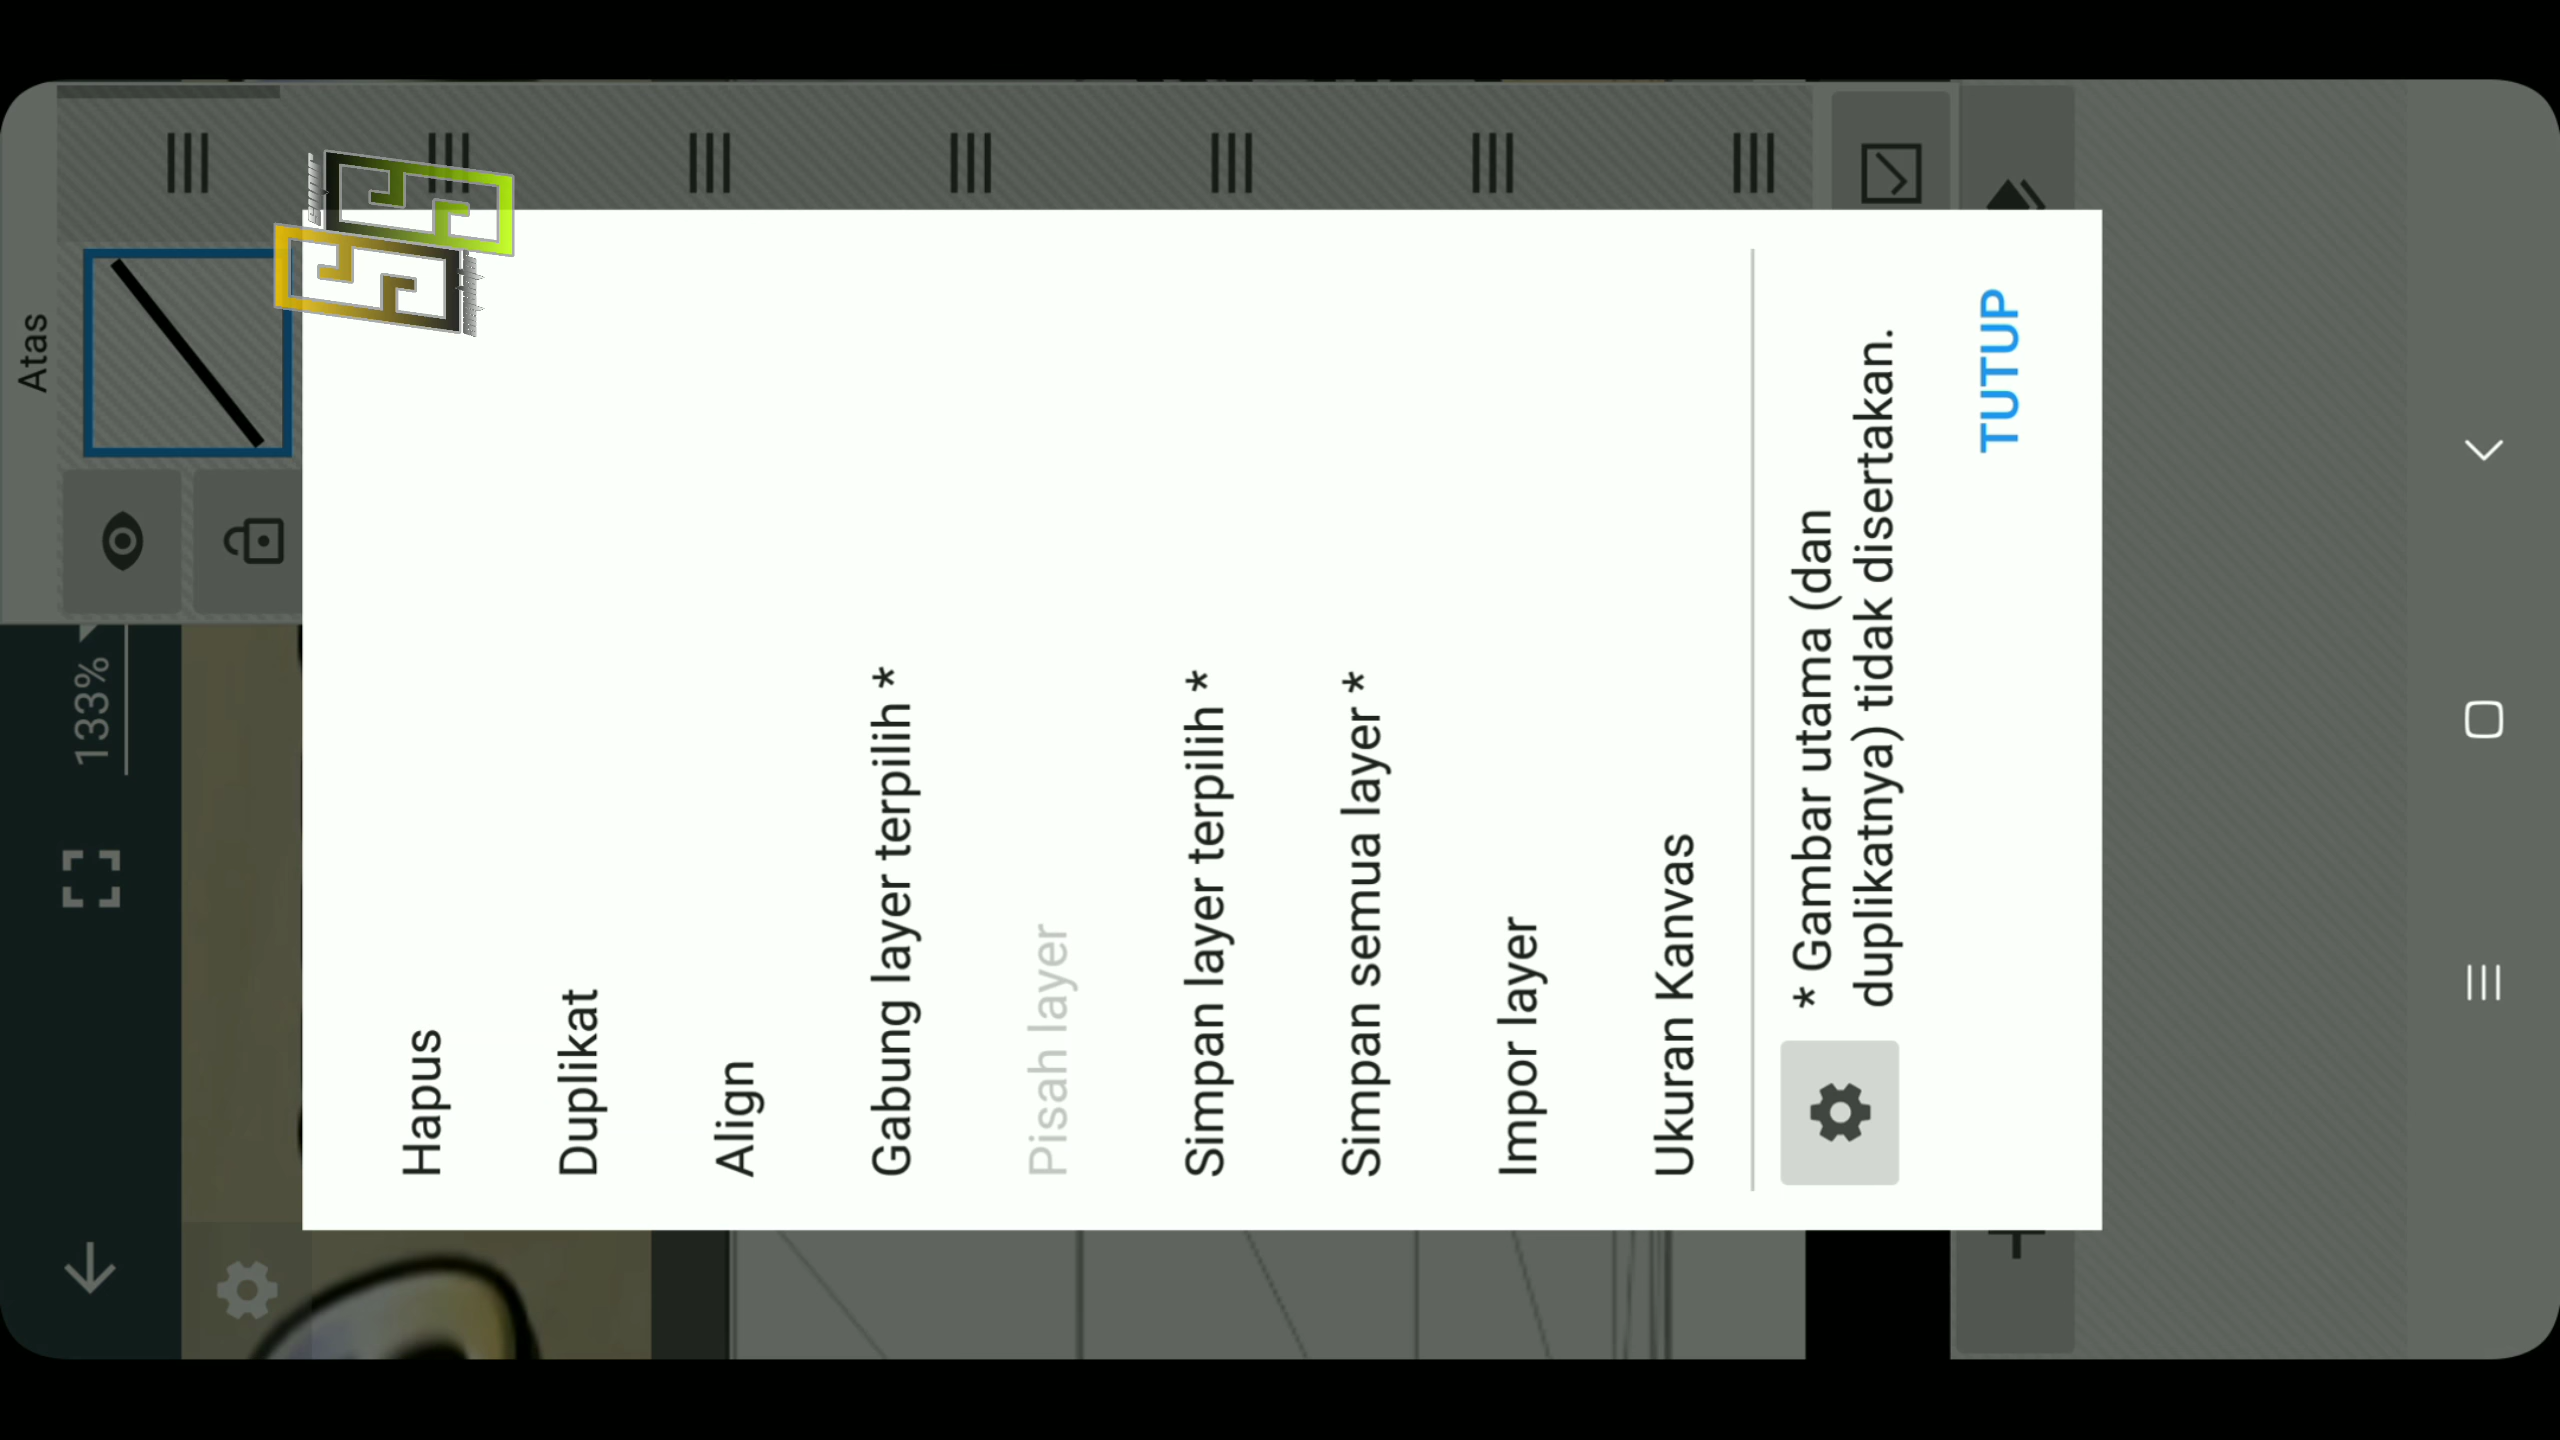 133%
Atas
Hapus
Duplikat
Align
Gabung layer terpilih *
Pisah layer
Simpan layer terpilih *
Simpan semua layer *
Impor layer
Ukuran Kanvas
* Gambar utama (dan
duplikatnya) tidak disertakan.
TUTUP